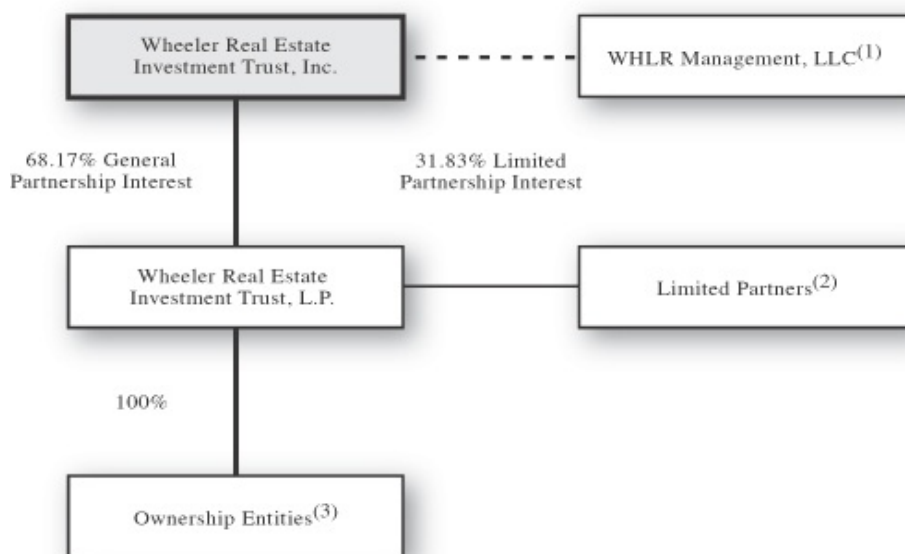 Wheeler Real Estate
Investment Trust, Inc.
WHLR Management, LLC(1)
68.17% General
Partnership Interest
31.83% Limited
Partnership Interest
Wheeler Real Estate
Investment Trust, L.P.
Limited Partners(2)
100%
Ownership Entities(3)